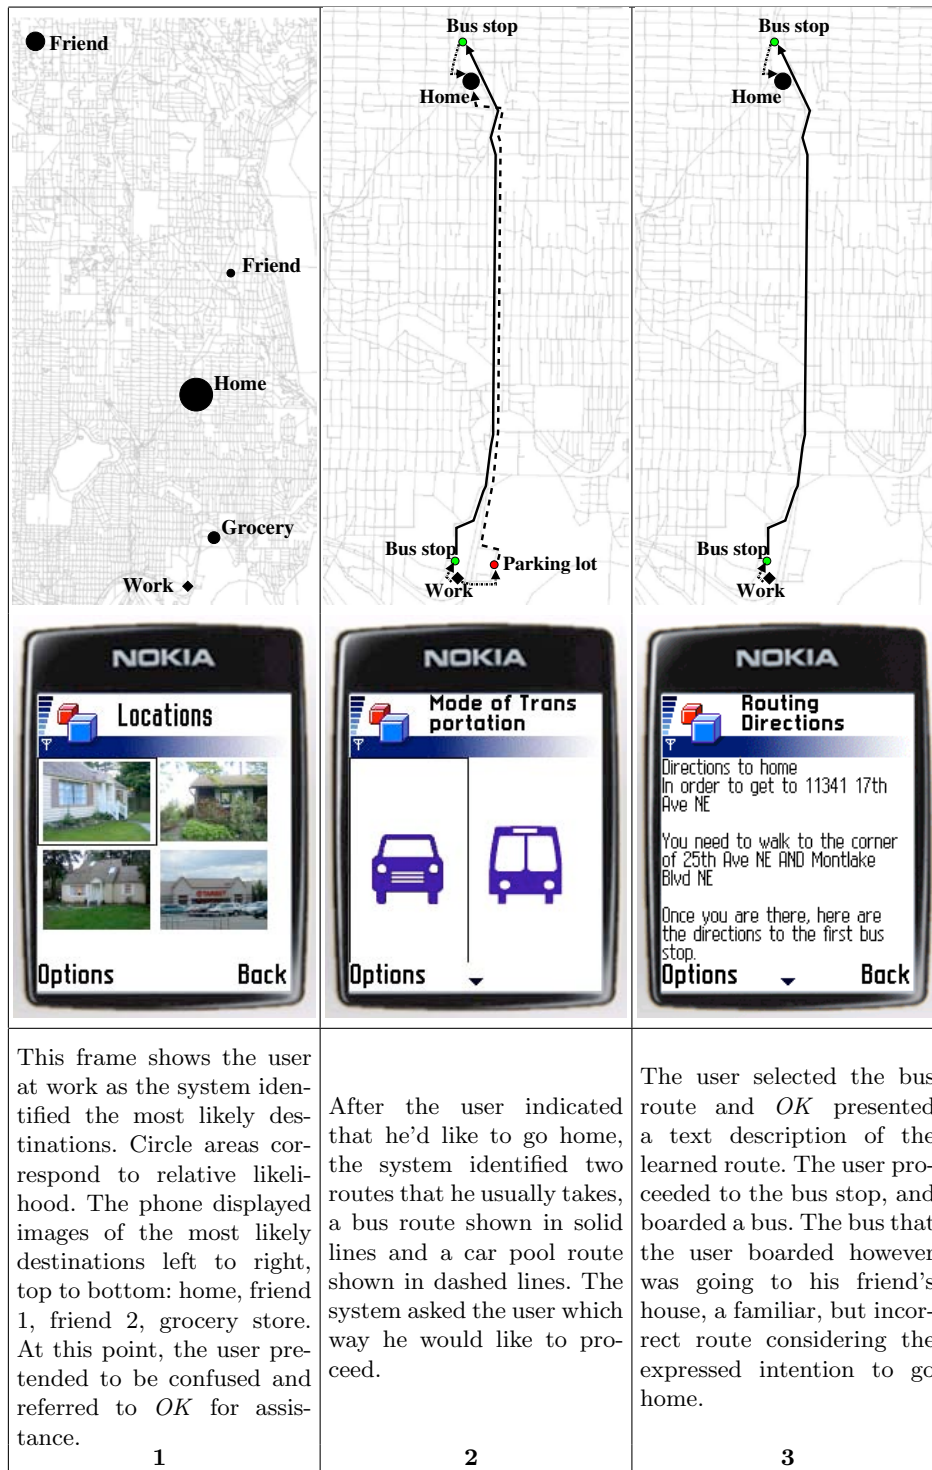 Friend
Friend
Home
Grocery
Work
NOKIA
Locations
Options Back
This frame shows the user
at work as the system iden-
tified the most likely des-
tinations. Circle areas cor-
respond to relative likeli-
hood. The phone displayed
images of the most likely
destinations left to right,
top to bottom: home, friend
1, friend 2, grocery store.
At this point, the user pre-
tended to be confused and
referred to OK for assis-
tance.
1
Bus stop
Home
Bus stop
Parking lot
Work
NOKIA
Mode of Trans
portation
Options
After the user indicated
that he'd like to go home,
the system identified two
routes that he usually takes,
a bus route shown in solid
lines and a car pool route
shown in dashed lines. The
system asked the user which
way he would like to pro-
ceed.
2
Bus stop
Home
Bus stop
Work
NOKIA
Routing
Directions
Directions to home
In order to get to 11341 17th
Ave NE
You need to walk to the corner
of 25th Ave NE AND Montlake
Blvd NE
Once you are there, here are
the directions to the first bus
stop.
Options Back
The user selected the bus
route and OK presented
a text description of the
learned route. The user pro-
ceeded to the bus stop, and
boarded a bus. The bus that
the user boarded however
was going to his friend's
house, a familiar, but incor-
rect route considering the
expressed intention to go
home.
3